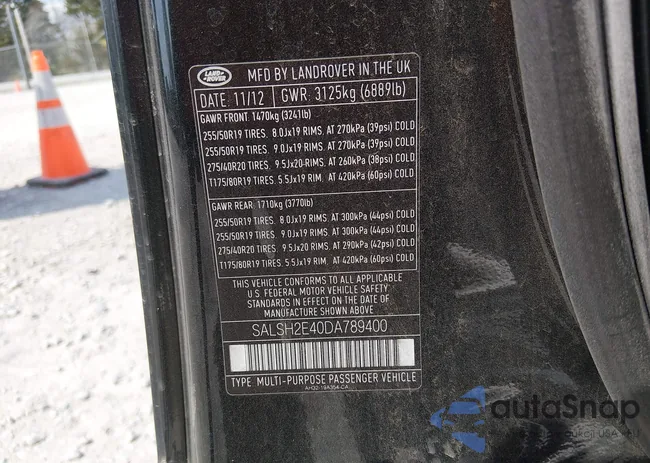 LAND ROVER MFD BY LANDROVER IN THE UK
DATE: 11/12 GWR: 3125kg (6889lb)
GAWR FRONT: 1470kg (3241lb)
255/50R19 TIRES. 8.0Jx19 RIMS. AT 270kPa (39psi) COLD
255/50R19 TIRES. 9.0Jx19 RIMS. AT 270kPa (39psi) COLD
275/40R20 TIRES. 9.5Jx20 RIMS. AT 260kPa (38psi) COLD
T175/80R19 TIRES. 5.5Jx19 RIM. AT 420kPa (60psi) COLD
GAWR REAR: 1710kg (3770lb)
255/50R19 TIRES. 8.0Jx19 RIMS. AT 300kPa (44psi) COLD
255/50R19 TIRES. 9.0Jx19 RIMS. AT 300kPa (44psi) COLD
275/40R20 TIRES. 9.5Jx20 RIMS. AT 290kPa (42psi) COLD
T175/80R19 TIRES. 5.5Jx19 RIM. AT 420kPa (60psi) COLD
THIS VEHICLE CONFORMS TO ALL APPLICABLE
U.S. FEDERAL MOTOR VEHICLE SAFETY
STANDARDS IN EFFECT ON THE DATE OF
MANUFACTURE SHOWN ABOVE
SALSH2E40DA789400
TYPE: MULTI-PURPOSE PASSENGER VEHICLE
AH32-19A354-CA
autoSnap